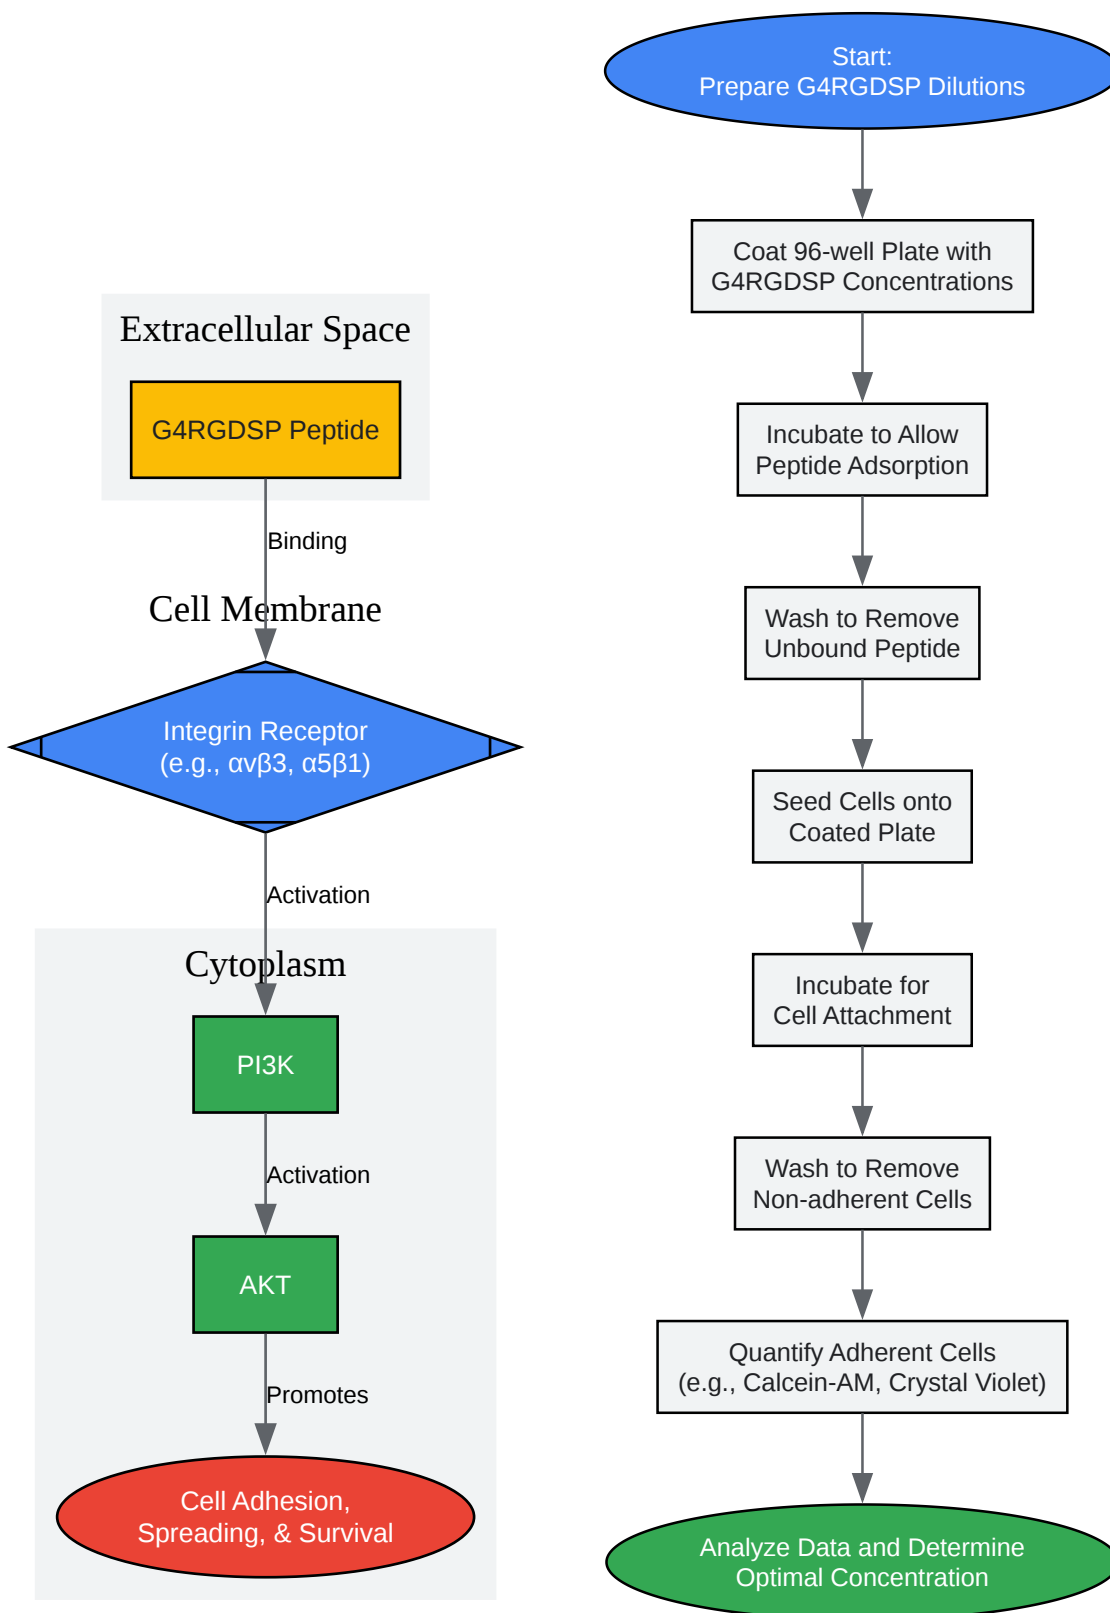 Extracellular Space
G4RGDSP Peptide
Binding
Cell Membrane
Integrin Receptor
(e.g., αvβ3, α5β1)
Activation
Cytoplasm
PI3K
Activation
AKT
Promotes
Cell Adhesion,
Spreading, & Survival
Start:
Prepare G4RGDSP Dilutions
Coat 96-well Plate with
G4RGDSP Concentrations
Incubate to Allow
Peptide Adsorption
Wash to Remove
Unbound Peptide
Seed Cells onto
Coated Plate
Incubate for
Cell Attachment
Wash to Remove
Non-adherent Cells
Quantify Adherent Cells
(e.g., Calcein-AM, Crystal Violet)
Analyze Data and Determine
Optimal Concentration